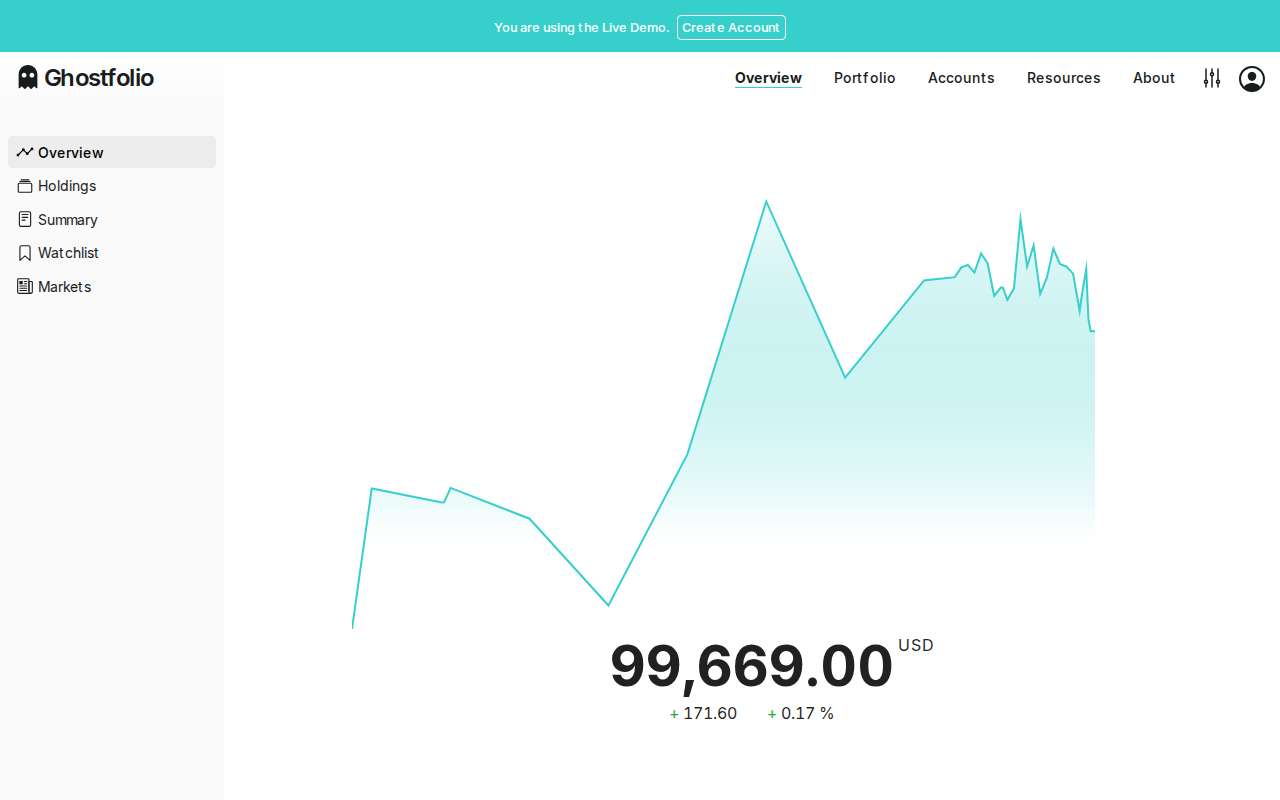 You are using the Live Demo. Create Account
Ghostfolio
Overview Portfolio Accounts Resources About
Overview
Holdings
Summary
Watchlist
Markets
99,669.00 USD
+ 171.60 + 0.17 %